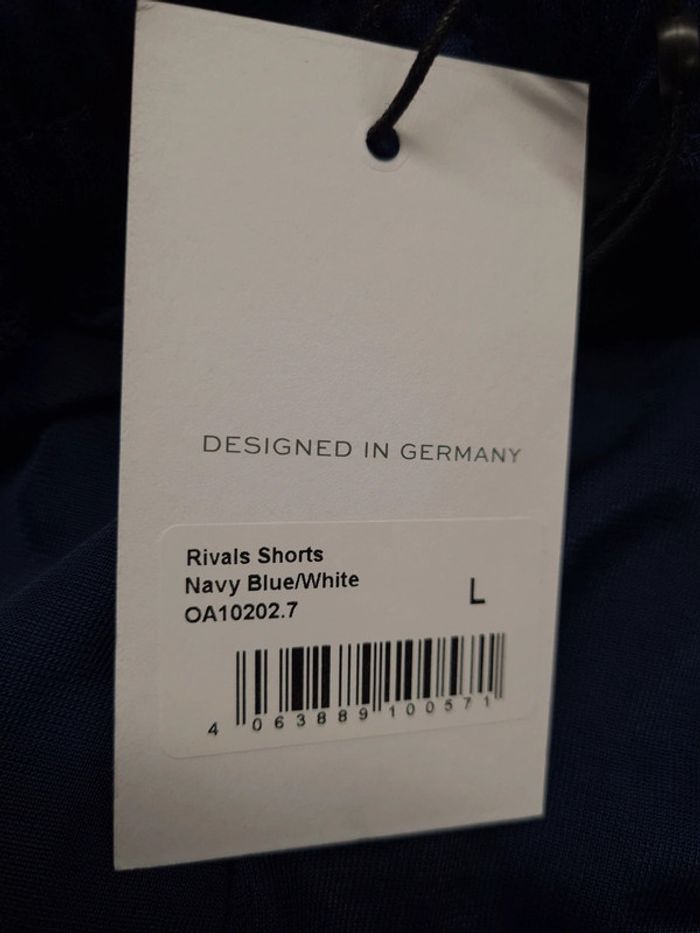 DESIGNED IN GERMANY
Rivals Shorts
Navy Blue/White
L
OA10202.7
4 063889 100571